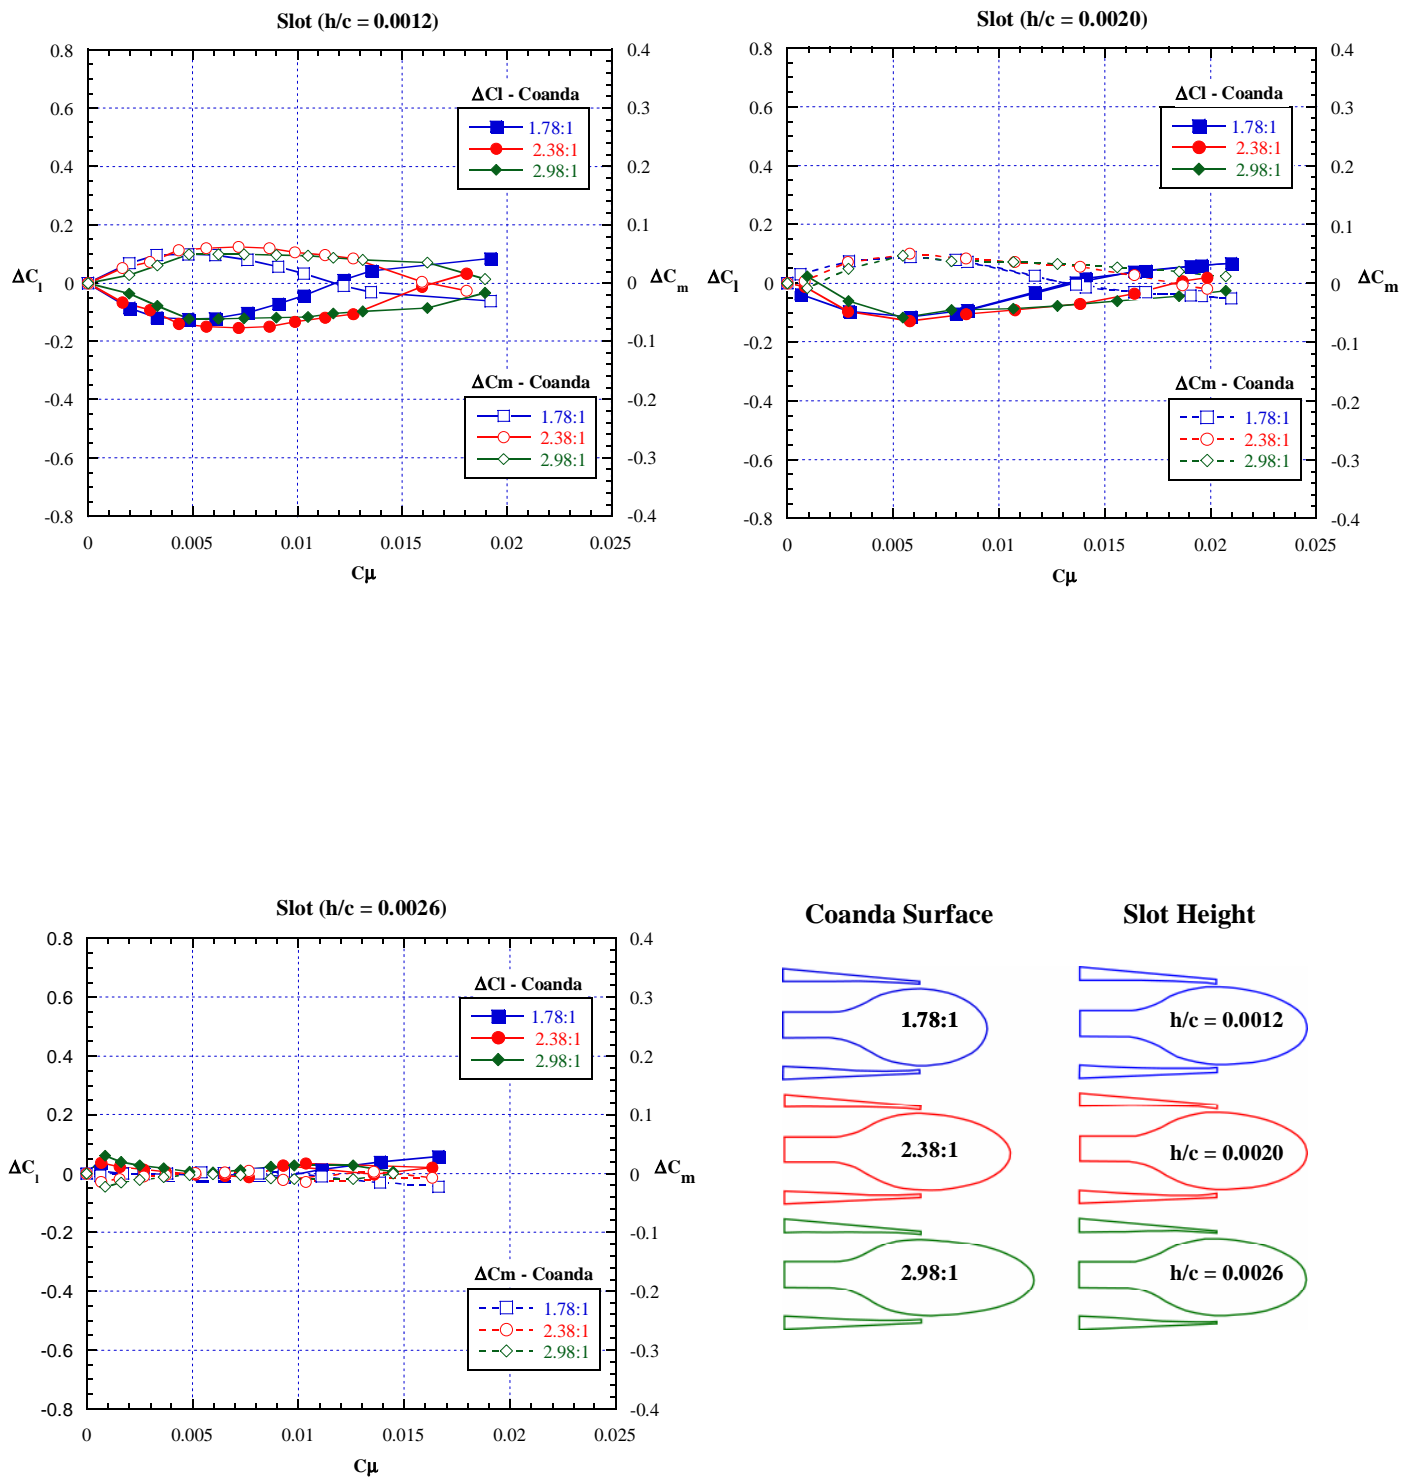 Slot (h/c = 0.0012)
0.8
0.6
0.4
0.2
0
-0.2
-0.4
-0.6
-0.8
ΔCl
0.4
0.3
0.2
0.1
0
-0.1
-0.2
-0.3
-0.4
ΔCm
ΔCl - Coanda
1.78:1
2.38:1
2.98:1
ΔCm - Coanda
1.78:1
2.38:1
2.98:1
0 0.005 0.01 0.015 0.02 0.025
Cμ
Slot (h/c = 0.0020)
0.8
0.6
0.4
0.2
0
-0.2
-0.4
-0.6
-0.8
ΔCl
0.4
0.3
0.2
0.1
0
-0.1
-0.2
-0.3
-0.4
ΔCm
ΔCl - Coanda
1.78:1
2.38:1
2.98:1
ΔCm - Coanda
1.78:1
2.38:1
2.98:1
0 0.005 0.01 0.015 0.02 0.025
Cμ
Slot (h/c = 0.0026)
0.8
0.6
0.4
0.2
0
-0.2
-0.4
-0.6
-0.8
ΔCl
0.4
0.3
0.2
0.1
0
-0.1
-0.2
-0.3
-0.4
ΔCm
ΔCl - Coanda
1.78:1
2.38:1
2.98:1
ΔCm - Coanda
1.78:1
2.38:1
2.98:1
0 0.005 0.01 0.015 0.02 0.025
Cμ
Coanda Surface
1.78:1
2.38:1
2.98:1
Slot Height
h/c = 0.0012
h/c = 0.0020
h/c = 0.0026